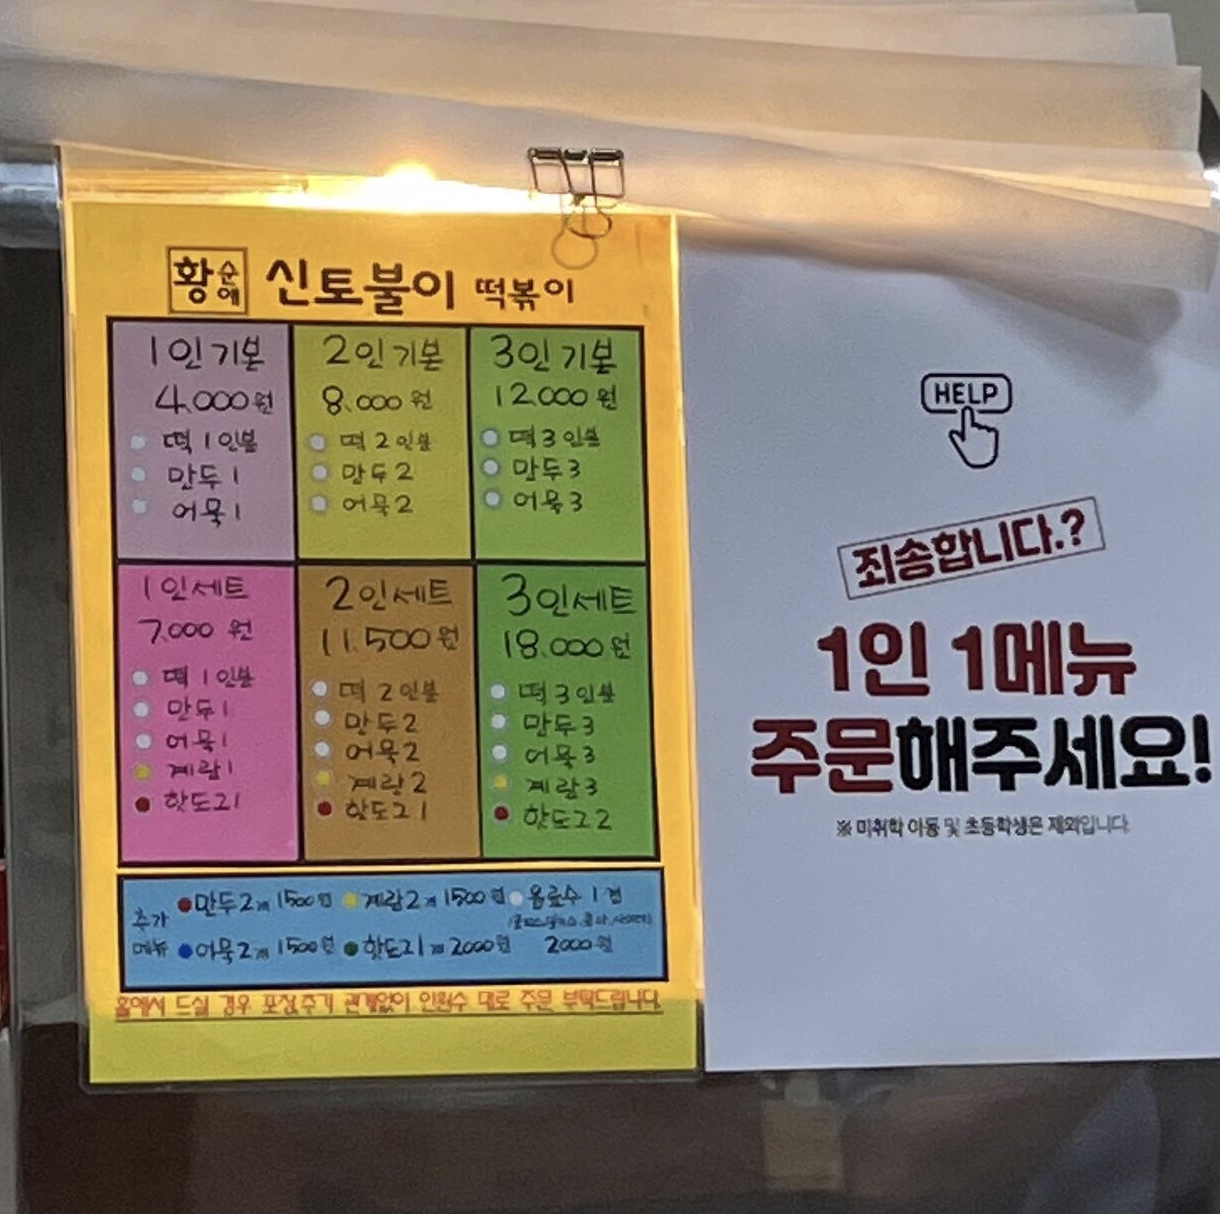 황순애 신토불이 떡볶이
1인기본
4,000원
떡 1인분
만두 1
어묵 1
2인기본
8,000원
떡 2인분
만두 2
어묵 2
3인기본
12,000원
떡 3인분
만두 3
어묵 3
1인세트
7,000원
떡 1인분
만두 1
어묵 1
계란 1
핫도그1
2인세트
11,500원
떡 2인분
만두 2
어묵 2
계란 2
핫도그1
3인세트
18,000원
떡 3인분
만두 3
어묵 3
계란 3
핫도그 2
추가
메뉴
만두2개 1500원 계란2개 1500원 음료수 1캔
어묵2개 1500원 핫도그1개 2000원 2000원
홀에서 드실 경우 포장,추가 관계없이 인원수 대로 주문 부탁드립니다.
HELP
죄송합니다.?
1인 1메뉴
주문해주세요!
※ 미취학 아동 및 초등학생은 제외입니다.